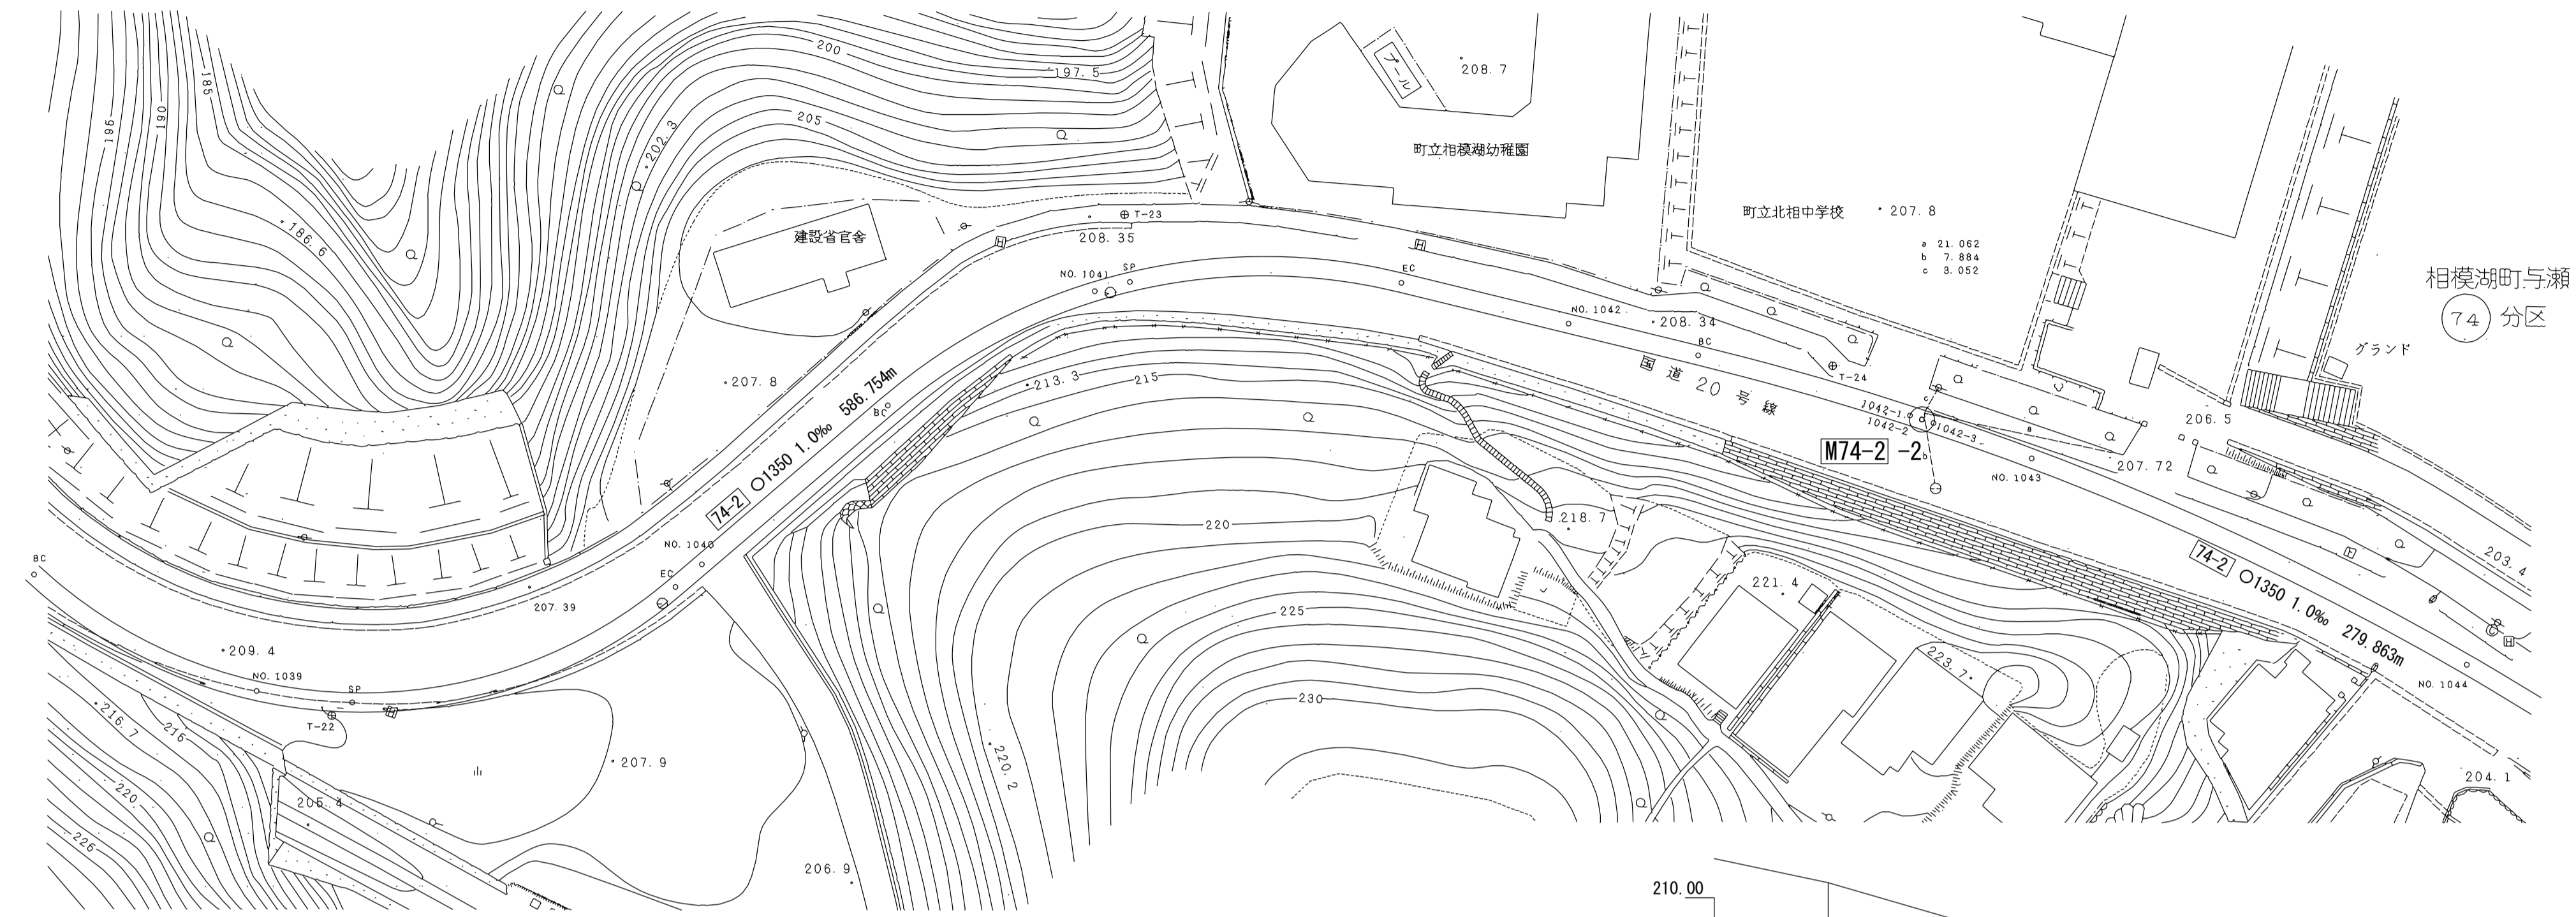 200
197.5
プール
208.7
185
190
195
202.3
205
町立相模湖幼稚園
186.6
建設省官舎
T-23
208.35
町立北相中学校
207.8
a 21.062
b 7.884
c 3.052
相模湖町与瀬
74 分区
NO. 1041
SP
EC
NO. 1042
208.34
BC
T-24
グランド
国道20号線
207.8
213.3
215
BC
74-2 ○1350 1.0‰ 586.754m
1042-1
1042-2
1042-3
c
a
b
M74-2 -2
206.5
207.72
NO. 1043
220
218.7
NO. 1040
EC
BC
207.39
221.4
203.4
74-2 ○1350 1.0‰ 279.863m
225
209.4
NO. 1039
SP
T-22
223.7
NO. 1044
230
216.7
215
207.9
220.2
204.1
220
205.4
225
206.9
210.00